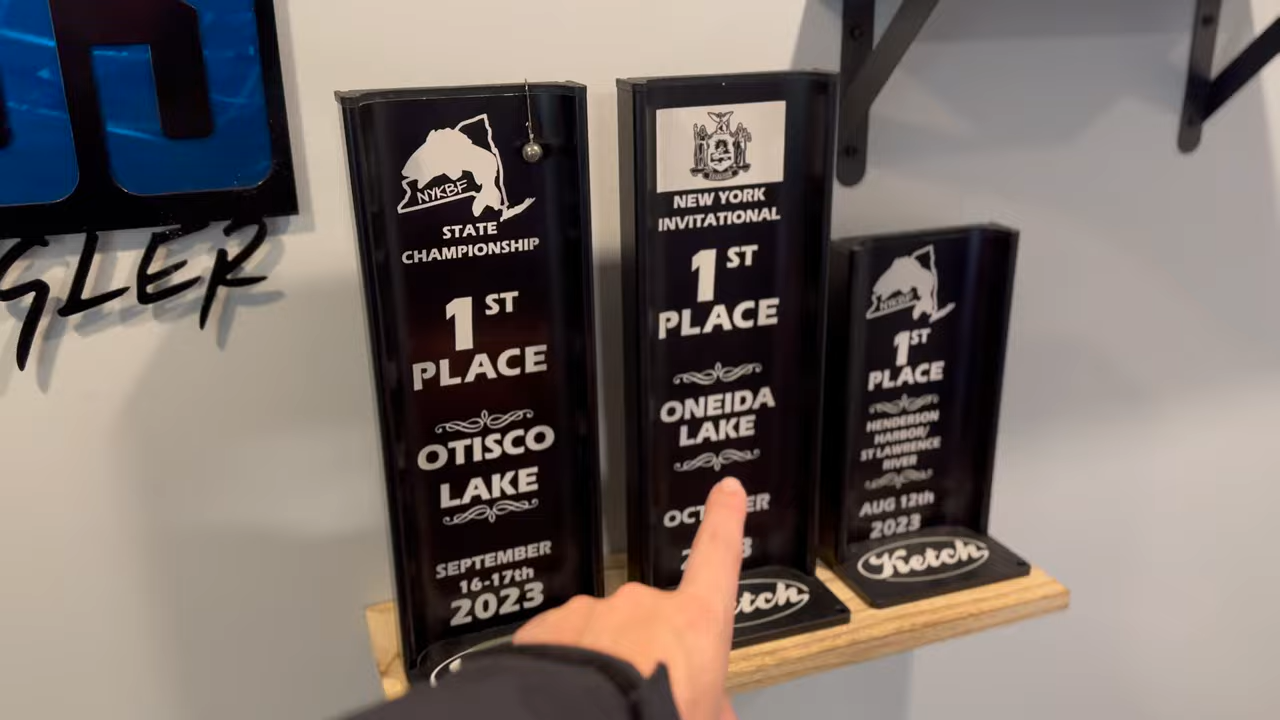 GLER
NYKBF
STATE
CHAMPIONSHIP
1ST
PLACE
OTISCO
LAKE
SEPTEMBER
16-17th
2023
NEW YORK
INVITATIONAL
1ST
PLACE
ONEIDA
LAKE
NYKBF
1ST
PLACE
HENDERSON
HARBOR/
ST LAWRENCE
RIVER
AUG 12th
2023
Ketch